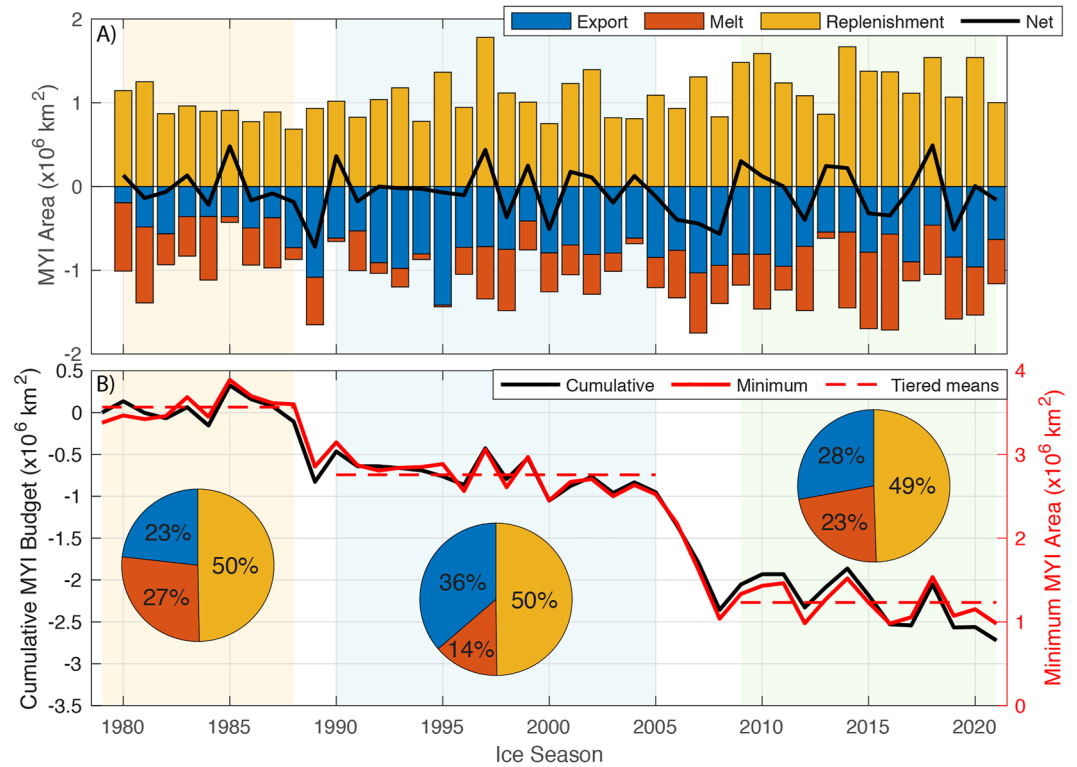 Export Melt Replenishment Net
A)
MYI Area (x10⁶ km²)
2
1
0
-1
-2
B)
Cumulative Minimum Tiered means
Cumulative MYI Budget (x10⁶ km²)
0.5
0
-0.5
-1
-1.5
-2
-2.5
-3
-3.5
23% 50% 27%
36% 50% 14%
28% 49% 23%
4
3
2
1
0
Minimum MYI Area (x10⁶ km²)
1980 1985 1990 1995 2000 2005 2010 2015 2020
Ice Season